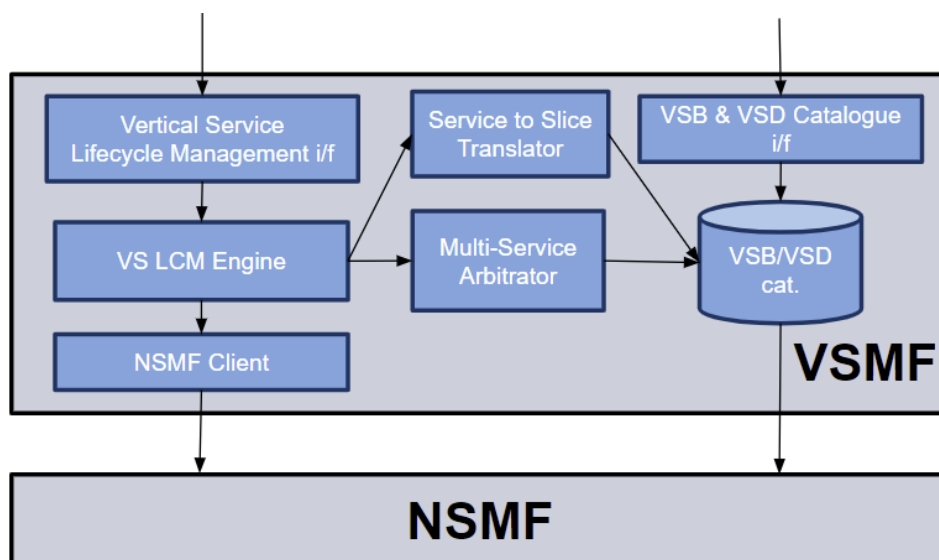 Vertical Service
Lifecycle Management i/f
Service to Slice
Translator
VSB & VSD Catalogue
i/f
VS LCM Engine
Multi-Service
Arbitrator
VSB/VSD
cat.
NSMF Client
VSMF
NSMF